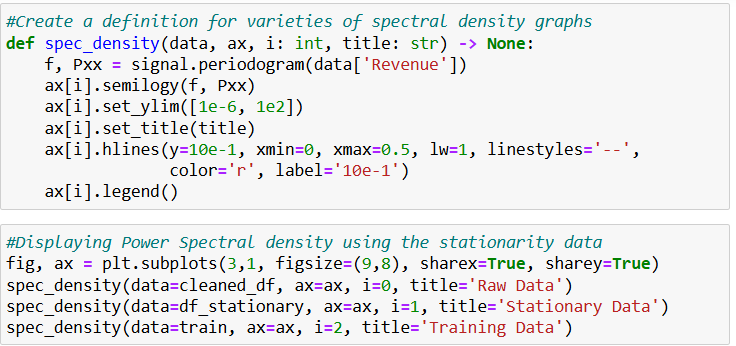 #Create a definition for varieties of spectral density graphs
def spec_density(data, ax, i: int, title: str) -> None:
    f, Pxx = signal.periodogram(data['Revenue'])
    ax[i].semilogy(f, Pxx)
    ax[i].set_ylim([1e-6, 1e2])
    ax[i].set_title(title)
    ax[i].hlines(y=10e-1, xmin=0, xmax=0.5, lw=1, linestyles='--',
                 color='r', label='10e-1')
    ax[i].legend()
#Displaying Power Spectral density using the stationarity data
fig, ax = plt.subplots(3,1, figsize=(9,8), sharex=True, sharey=True)
spec_density(data=cleaned_df, ax=ax, i=0, title='Raw Data')
spec_density(data=df_stationary, ax=ax, i=1, title='Stationary Data')
spec_density(data=train, ax=ax, i=2, title='Training Data')